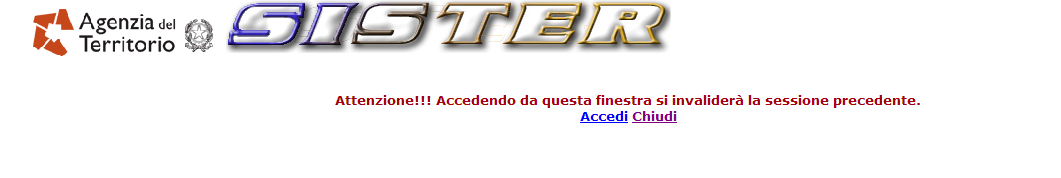 Agenzia del
Territorio
SISTER
Attenzione!!! Accedendo da questa finestra si invaliderà la sessione precedente.
Accedi Chiudi